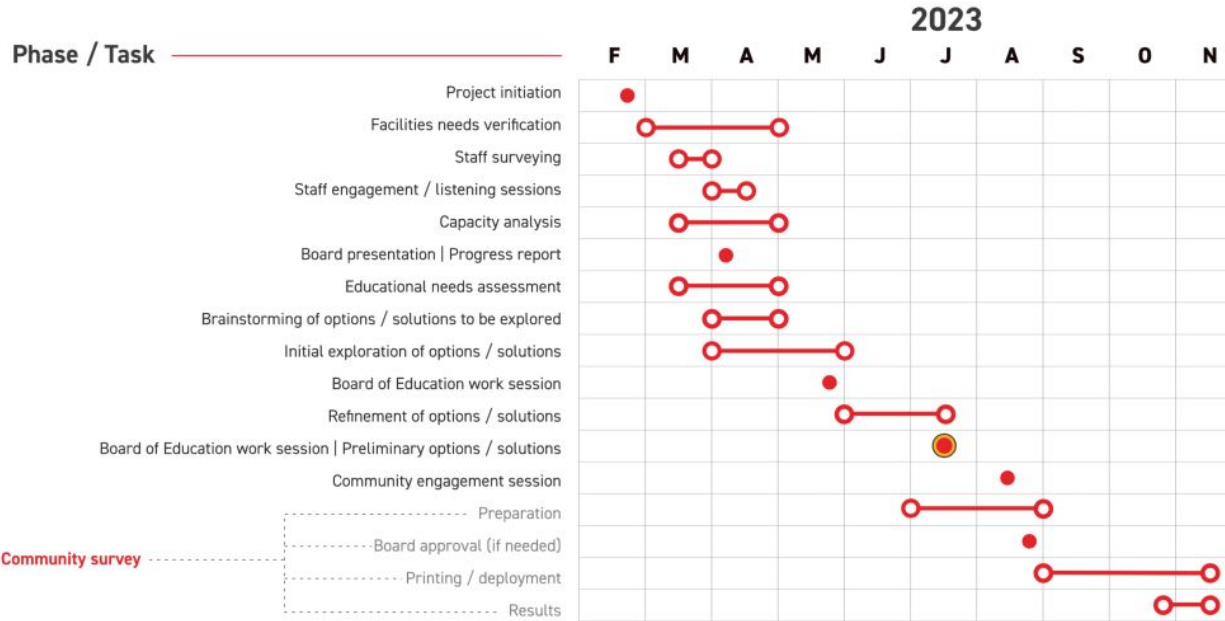 2023
Phase / Task F M A M J J A S O N
Project initiation
Facilities needs verification
Staff surveying
Staff engagement / listening sessions
Capacity analysis
Board presentation | Progress report
Educational needs assessment
Brainstorming of options / solutions to be explored
Initial exploration of options / solutions
Board of Education work session
Refinement of options / solutions
Board of Education work session | Preliminary options / solutions
Community engagement session
Preparation
Board approval (if needed)
Community survey
Printing / deployment
Results